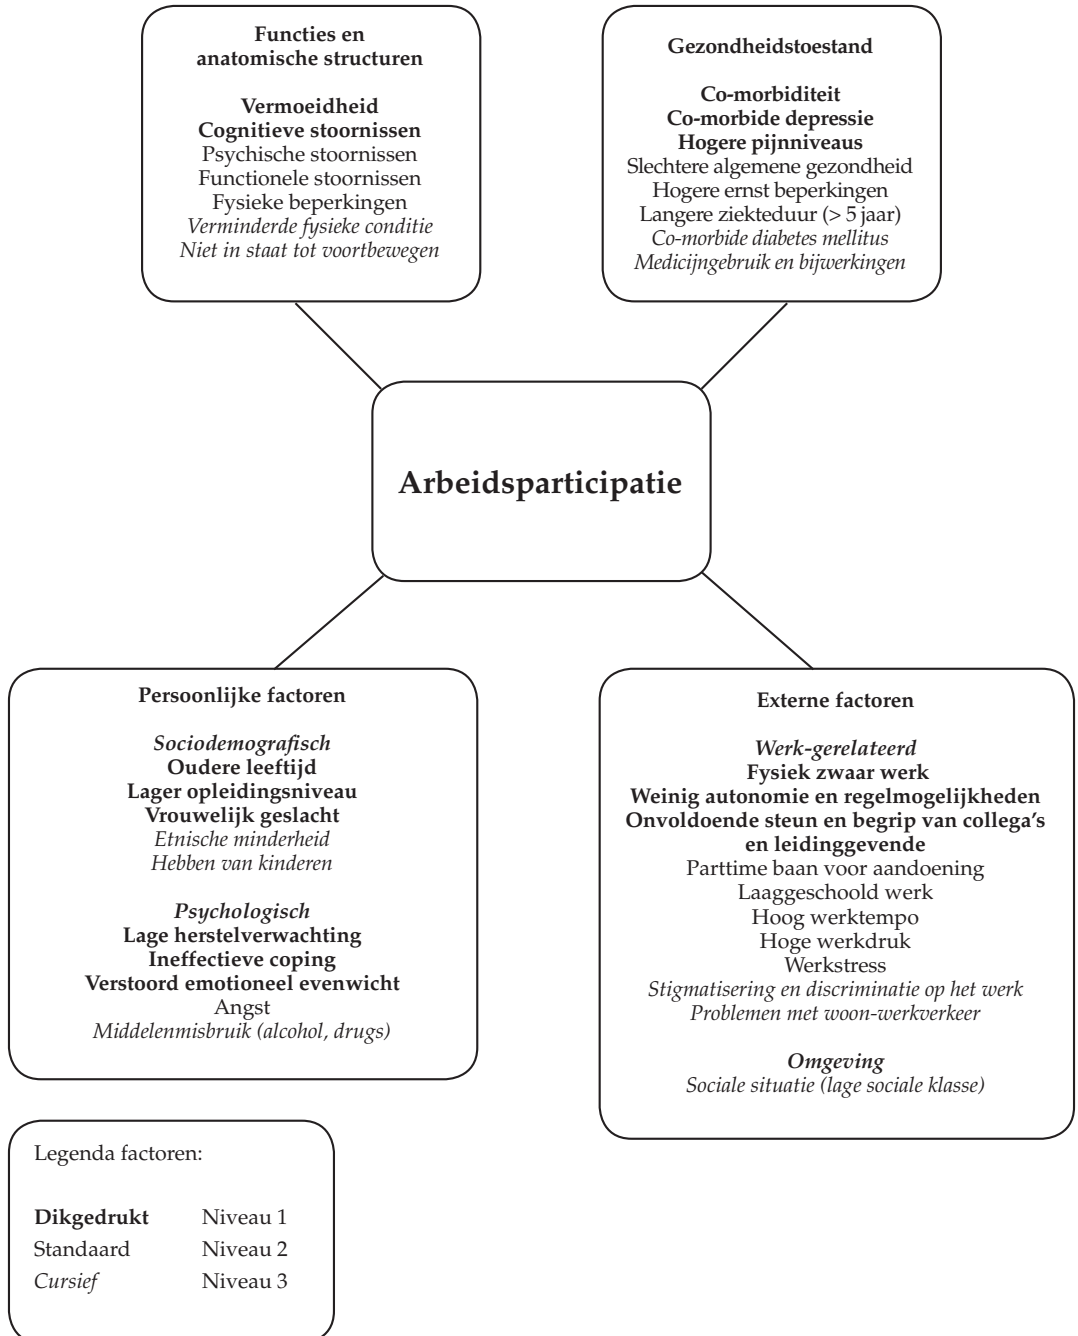 Functies en
anatomische structuren
Vermoeidheid
Cognitieve stoornissen
Psychische stoornissen
Functionele stoornissen
Fysieke beperkingen
Verminderde fysieke conditie
Niet in staat tot voortbewegen
Gezondheidstoestand
Co-morbiditeit
Co-morbide depressie
Hogere pijnniveaus
Slechtere algemene gezondheid
Hogere ernst beperkingen
Langere ziekteduur (> 5 jaar)
Co-morbide diabetes mellitus
Medicijngebruik en bijwerkingen
Arbeidsparticipatie
Persoonlijke factoren
Sociodemografisch
Oudere leeftijd
Lager opleidingsniveau
Vrouwelijk geslacht
Etnische minderheid
Hebben van kinderen
Psychologisch
Lage herstelverwachting
Ineffectieve coping
Verstoord emotioneel evenwicht
Angst
Middelenmisbruik (alcohol, drugs)
Externe factoren
Werk-gerelateerd
Fysiek zwaar werk
Weinig autonomie en regelmogelijkheden
Onvoldoende steun en begrip van collega's
en leidinggevende
Parttime baan voor aandoening
Laaggeschoold werk
Hoog werktempo
Hoge werkdruk
Werkstress
Stigmatisering en discriminatie op het werk
Problemen met woon-werkverkeer
Omgeving
Sociale situatie (lage sociale klasse)
Legenda factoren:
Dikgedrukt Niveau 1
Standaard Niveau 2
Cursief Niveau 3